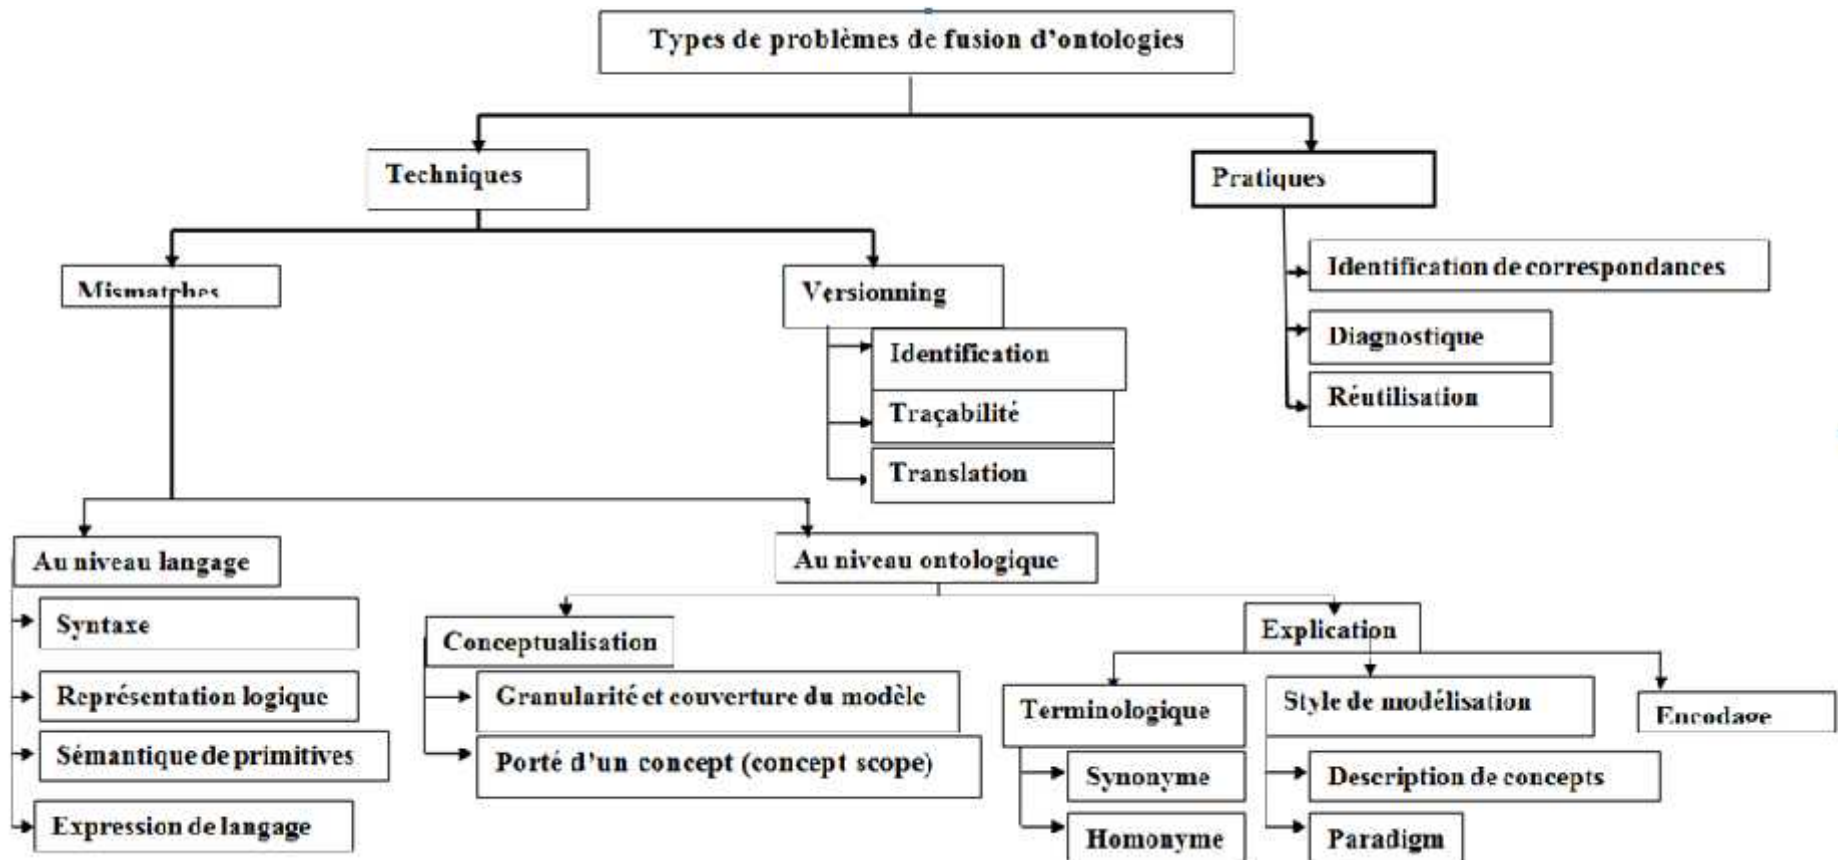 Types de problèmes de fusion d'ontologies
Techniques
Pratiques
Mismatches
Versionning
Identification de correspondances
Diagnostique
Réutilisation
Identification
Traçabilité
Translation
Au niveau langage
Au niveau ontologique
Syntaxe
Représentation logique
Sémantique de primitives
Expression de langage
Conceptualisation
Granularité et couverture du modèle
Porté d'un concept (concept scope)
Explication
Terminologique
Synonyme
Homonyme
Style de modélisation
Description de concepts
Paradigm
Encodage